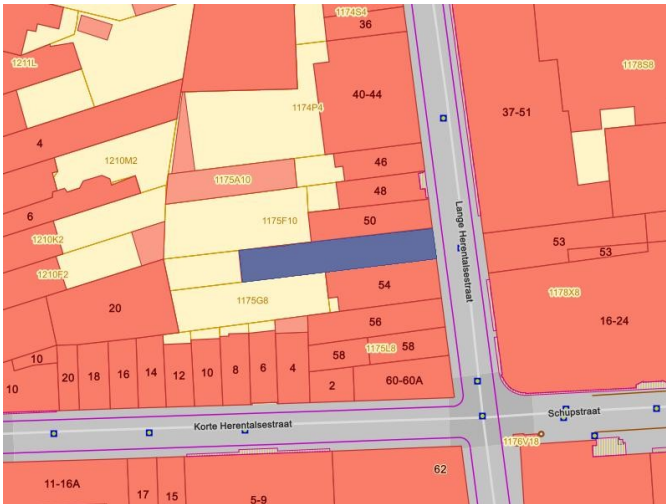 1174S4
36
1211L
1178S8
40-44
37-51
1174P4
4
46
1210M2
1175A10
48
6
50
1175F10
Lange Herentalsestraat
1210K2
53
53
1210F2
54
1178X8
1175G8
20
56
16-24
58
1175L8
58
10
10
20
18
16
14
12
10
8
6
4
2
60-60A
Schupstraat
Korte Herentalsestraat
1176V18
62
11-16A
17
15
5-9